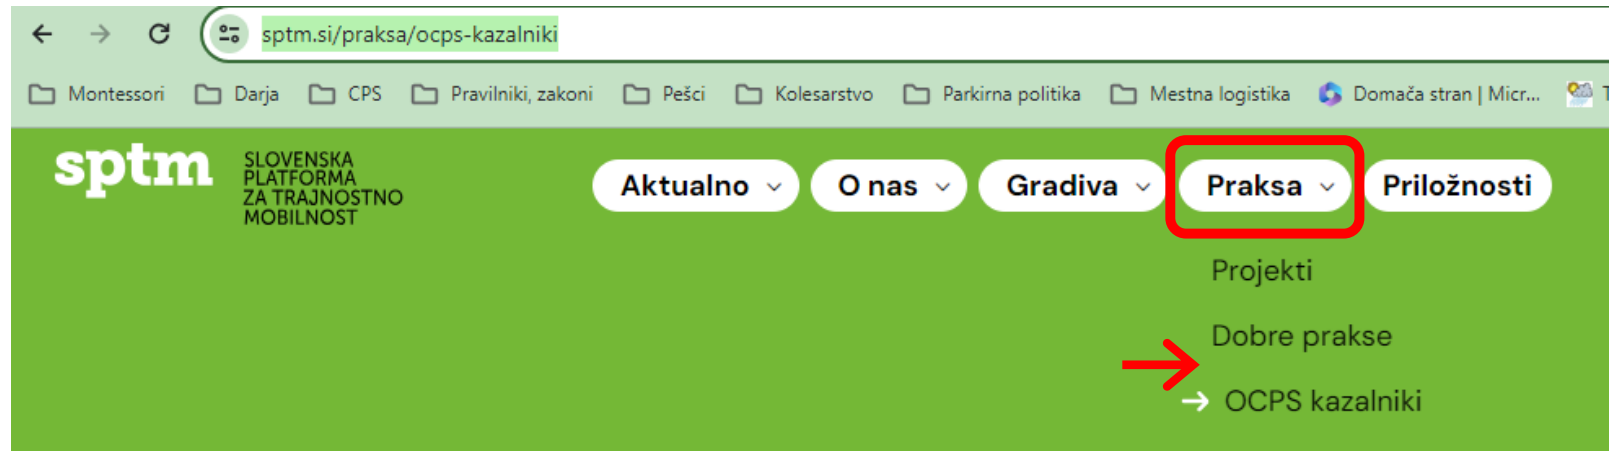 sptm.si/praksa/ocps-kazalniki
Montessori Darja CPS Pravilniki, zakoni Pešci Kolesarstvo Parkirna politika Mestna logistika Domača stran | Micr... T
sptm
SLOVENSKA
PLATFORMA
ZA TRAJNOSTNO
MOBILNOST
Aktualno O nas Gradiva Praksa Priložnosti
Projekti
Dobre prakse
OCPS kazalniki